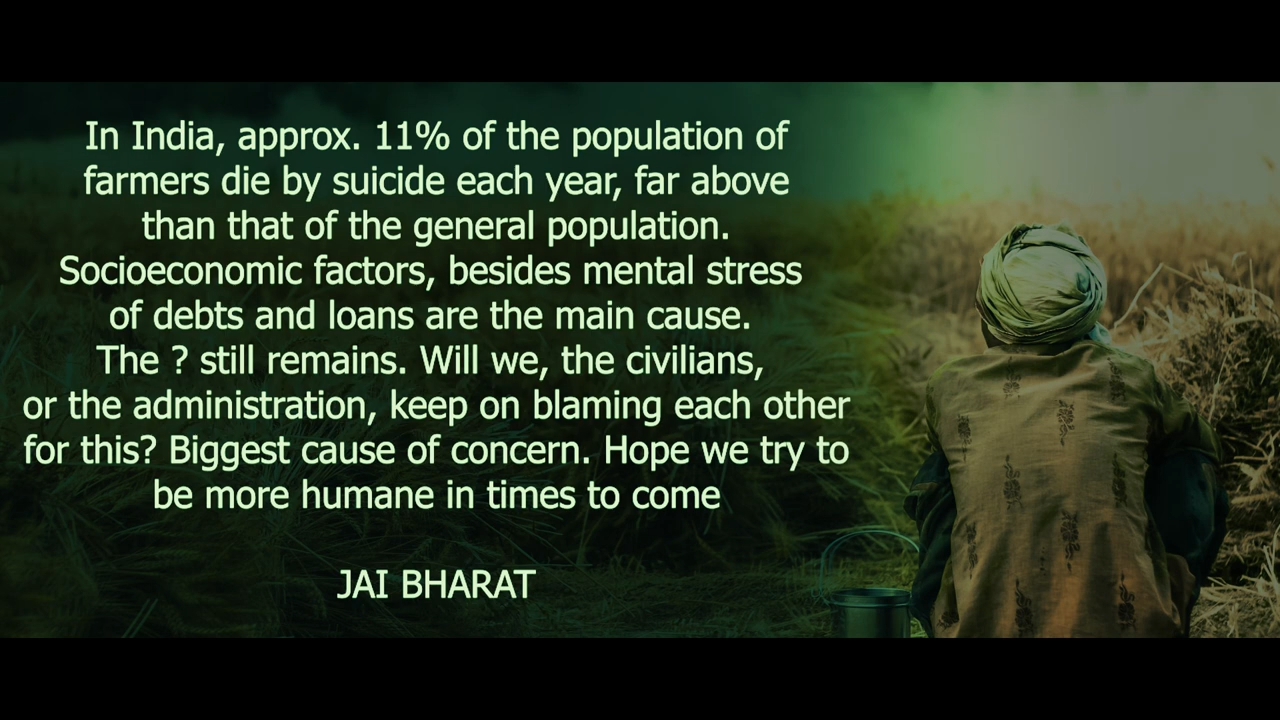 In India, approx. 11% of the population of
farmers die by suicide each year, far above
than that of the general population.
Socioeconomic factors, besides mental stress
of debts and loans are the main cause.
The ? still remains. Will we, the civilians,
or the administration, keep on blaming each other
for this? Biggest cause of concern. Hope we try to
be more humane in times to come
JAI BHARAT